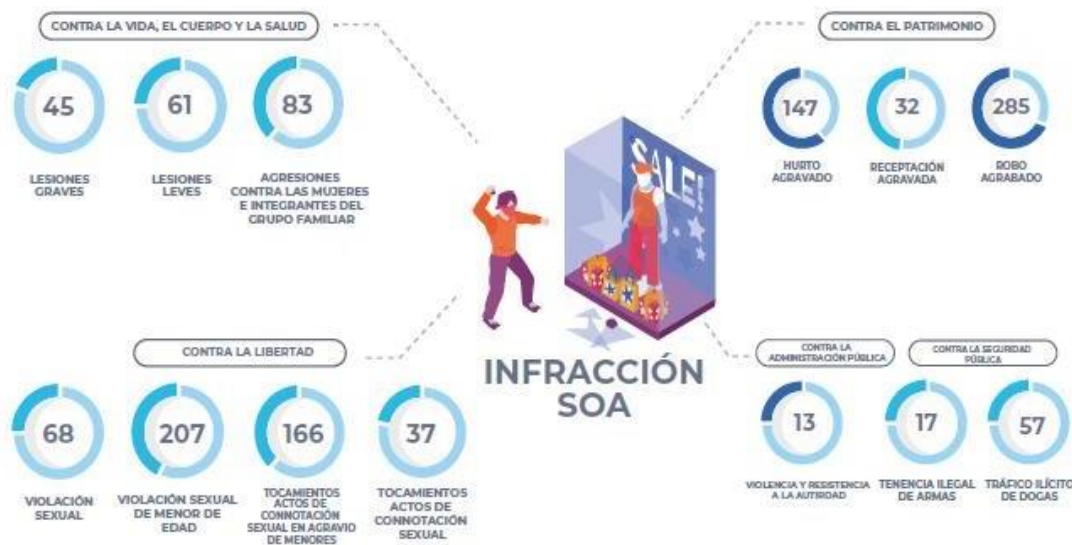 CONTRA LA VIDA, EL CUERPO Y LA SALUD
45
LESIONES
GRAVES
61
LESIONES
LEVES
83
AGRESIONES
CONTRA LAS MUJERES
E INTEGRANTES DEL
GRUPO FAMILIAR
CONTRA EL PATRIMONIO
147
HURTO
AGRAVADO
32
RECEPTACIÓN
AGRAVADA
285
ROBO
AGRABADO
SALE!
INFRACCIÓN
SOA
CONTRA LA LIBERTAD
68
VIOLACIÓN
SEXUAL
207
VIOLACIÓN SEXUAL
DE MENOR DE
EDAD
166
TOCAMIENTOS
ACTOS DE
CONNOTACIÓN
SEXUAL EN AGRAVIO
DE MENORES
37
TOCAMIENTOS
ACTOS DE
CONNOTACIÓN
SEXUAL
CONTRA LA
ADMINISTRACIÓN PÚBLICA
13
VIOLENCIA Y RESISTENCIA
A LA AUTIRDAD
CONTRA LA SEGURIDAD
PÚBLICA
17
TENENCIA ILEGAL
DE ARMAS
57
TRÁFICO ILÍCITO
DE DOGAS